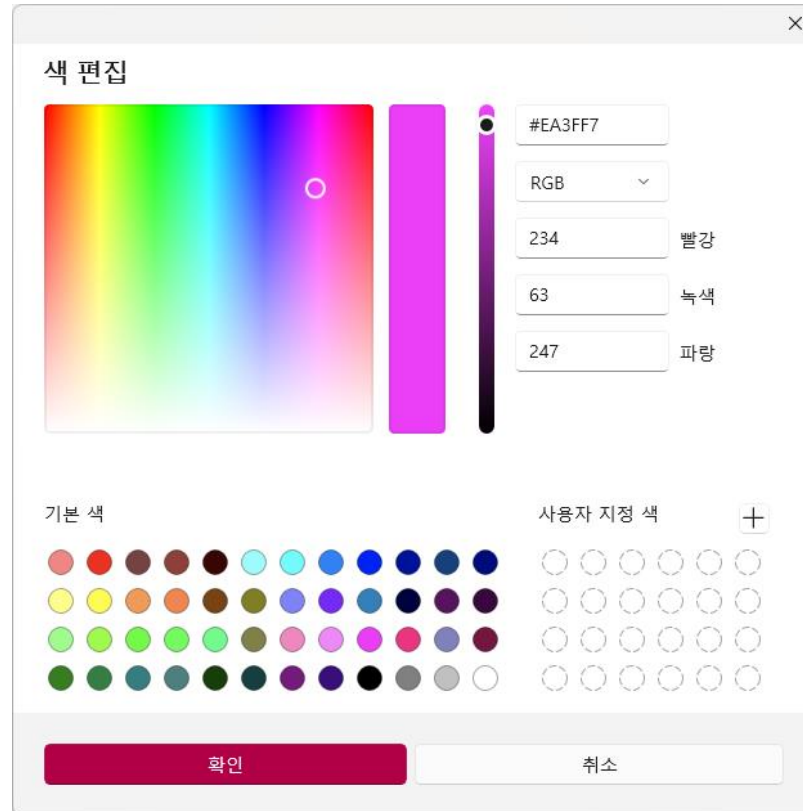 색 편집
#EA3FF7
RGB
234 빨강
63 녹색
247 파랑
기본 색
사용자 지정 색
확인
취소